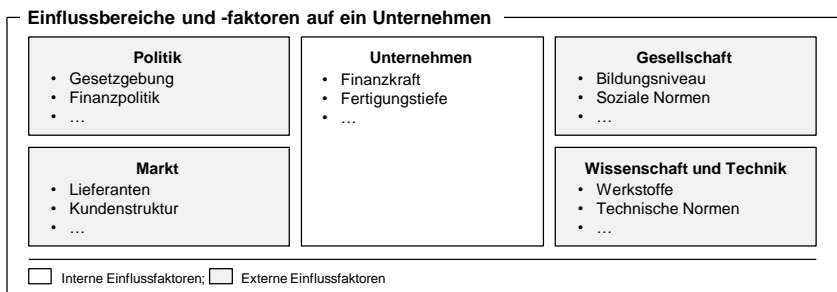 Einflussbereiche und -faktoren auf ein Unternehmen
Politik
• Gesetzgebung
• Finanzpolitik
• …
Unternehmen
• Finanzkraft
• Fertigungstiefe
• …
Gesellschaft
• Bildungsniveau
• Soziale Normen
• …
Markt
• Lieferanten
• Kundenstruktur
• …
Wissenschaft und Technik
• Werkstoffe
• Technische Normen
• …
Interne Einflussfaktoren; Externe Einflussfaktoren